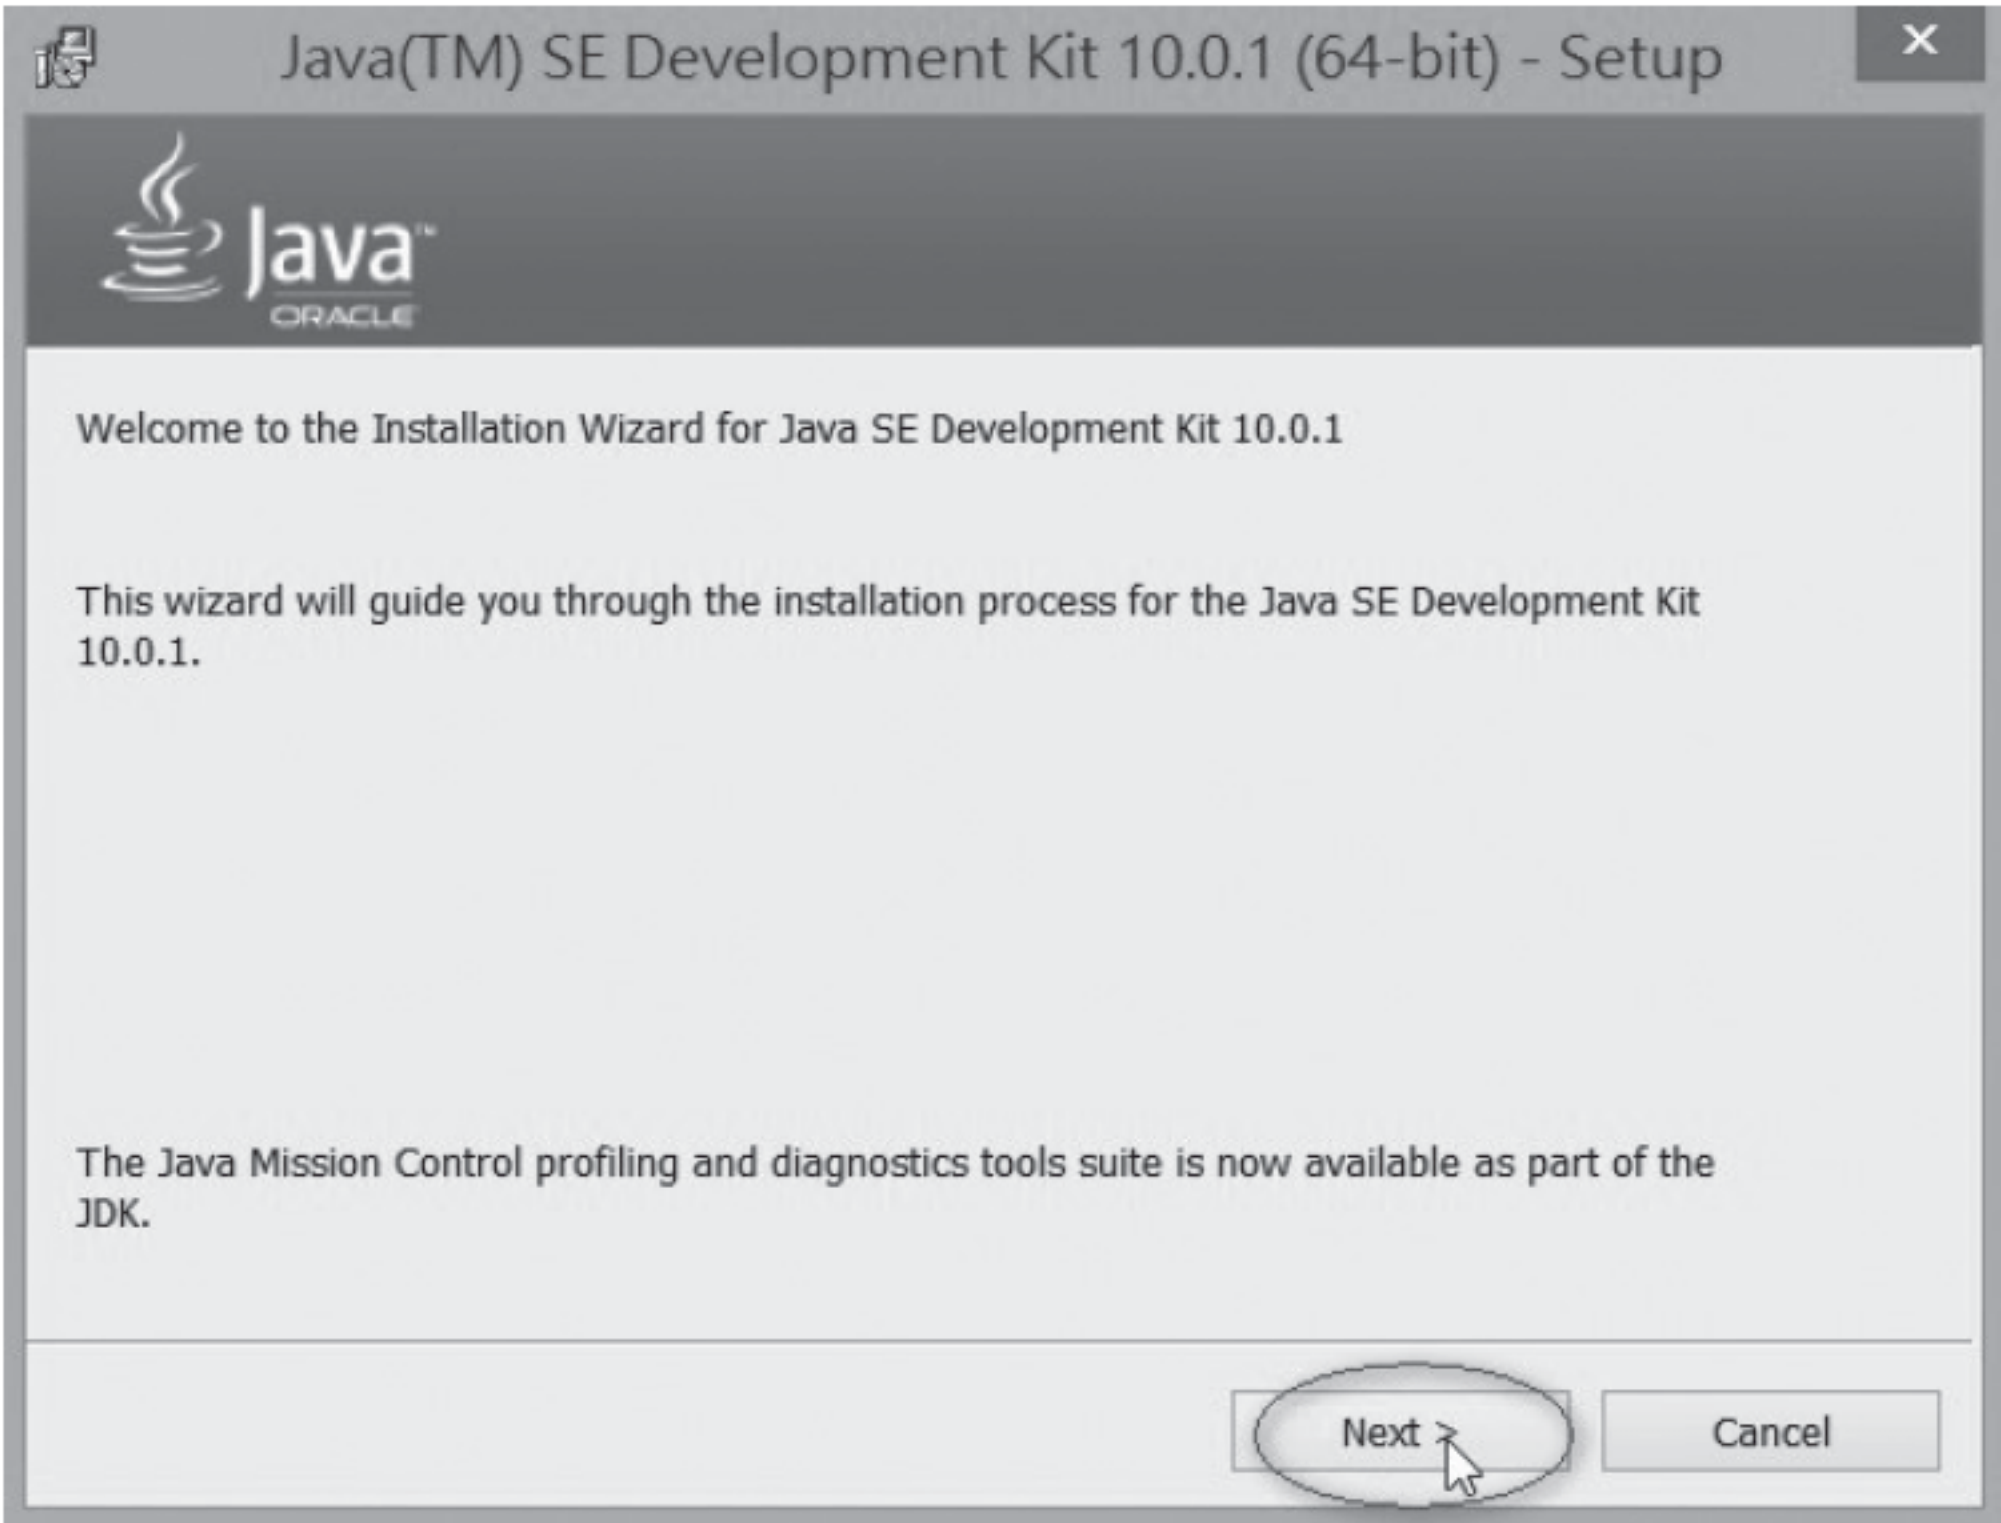 Java(TM) SE Development Kit 10.0.1 (64-bit) - Setup
Java™
ORACLE
Welcome to the Installation Wizard for Java SE Development Kit 10.0.1
This wizard will guide you through the installation process for the Java SE Development Kit
10.0.1.
The Java Mission Control profiling and diagnostics tools suite is now available as part of the
JDK.
Next >
Cancel